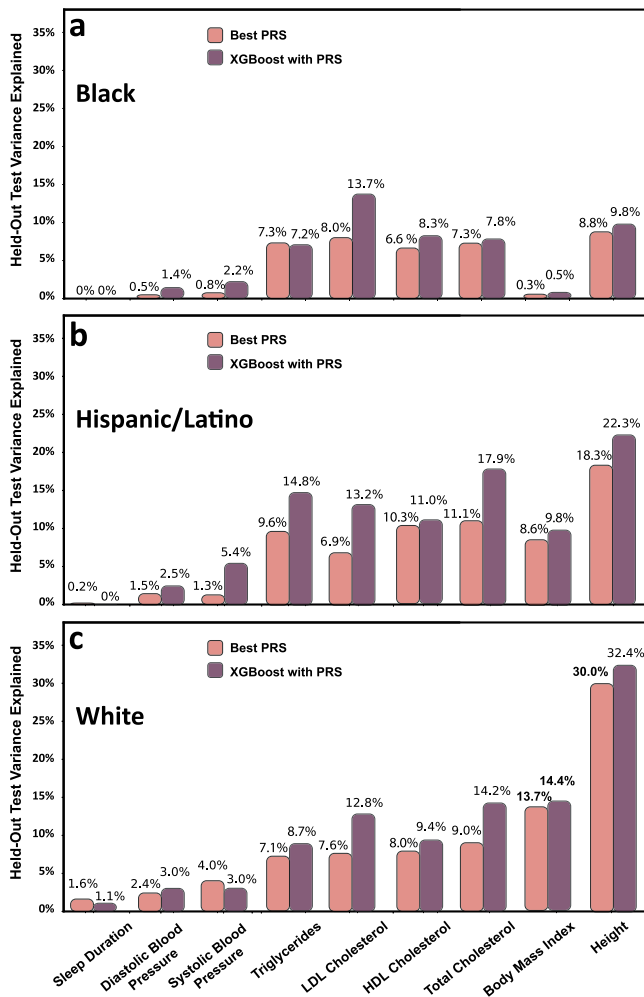 a
Black
Best PRS
XGBoost with PRS
Held-Out Test Variance Explained
35%
30%
25%
20%
15%
10%
5%
0%
0% 0%
0.5% 1.4%
0.8% 2.2%
7.3% 7.2%
8.0% 13.7%
6.6 % 8.3%
7.3% 7.8%
0.3% 0.5%
8.8% 9.8%
b
Hispanic/Latino
Best PRS
XGBoost with PRS
Held-Out Test Variance Explained
35%
30%
25%
20%
15%
10%
5%
0%
0.2% 0%
1.5% 2.5%
1.3% 5.4%
9.6% 14.8%
6.9% 13.2%
10.3% 11.0%
11.1% 17.9%
8.6% 9.8%
18.3% 22.3%
c
White
Best PRS
XGBoost with PRS
Held-Out Test Variance Explained
35%
30%
25%
20%
15%
10%
5%
0%
1.6% 1.1%
2.4% 3.0%
4.0% 3.0%
7.1% 8.7%
7.6% 12.8%
8.0% 9.4%
9.0% 14.2%
13.7% 14.4%
30.0% 32.4%
Sleep Duration
Diastolic Blood
Pressure
Systolic Blood
Pressure
Triglycerides
LDL Cholesterol
HDL Cholesterol
Total Cholesterol
Body Mass Index
Height